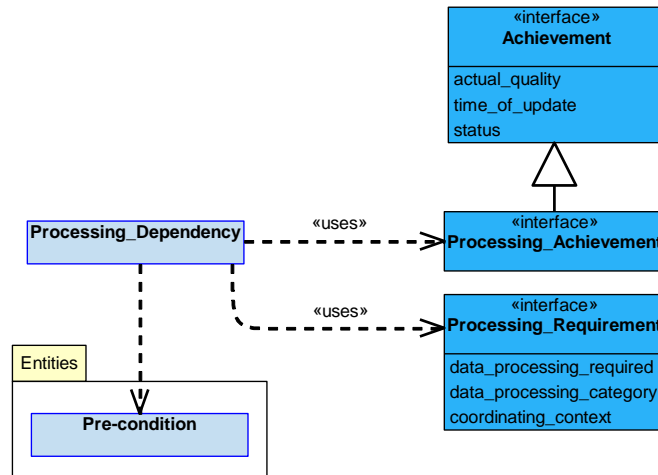 «interface»
Achievement
actual_quality
time_of_update
status
Processing_Dependency
«uses»
«interface»
Processing_Achievement
«uses»
«interface»
Processing_Requirement
data_processing_required
data_processing_category
coordinating_context
Entities
Pre-condition